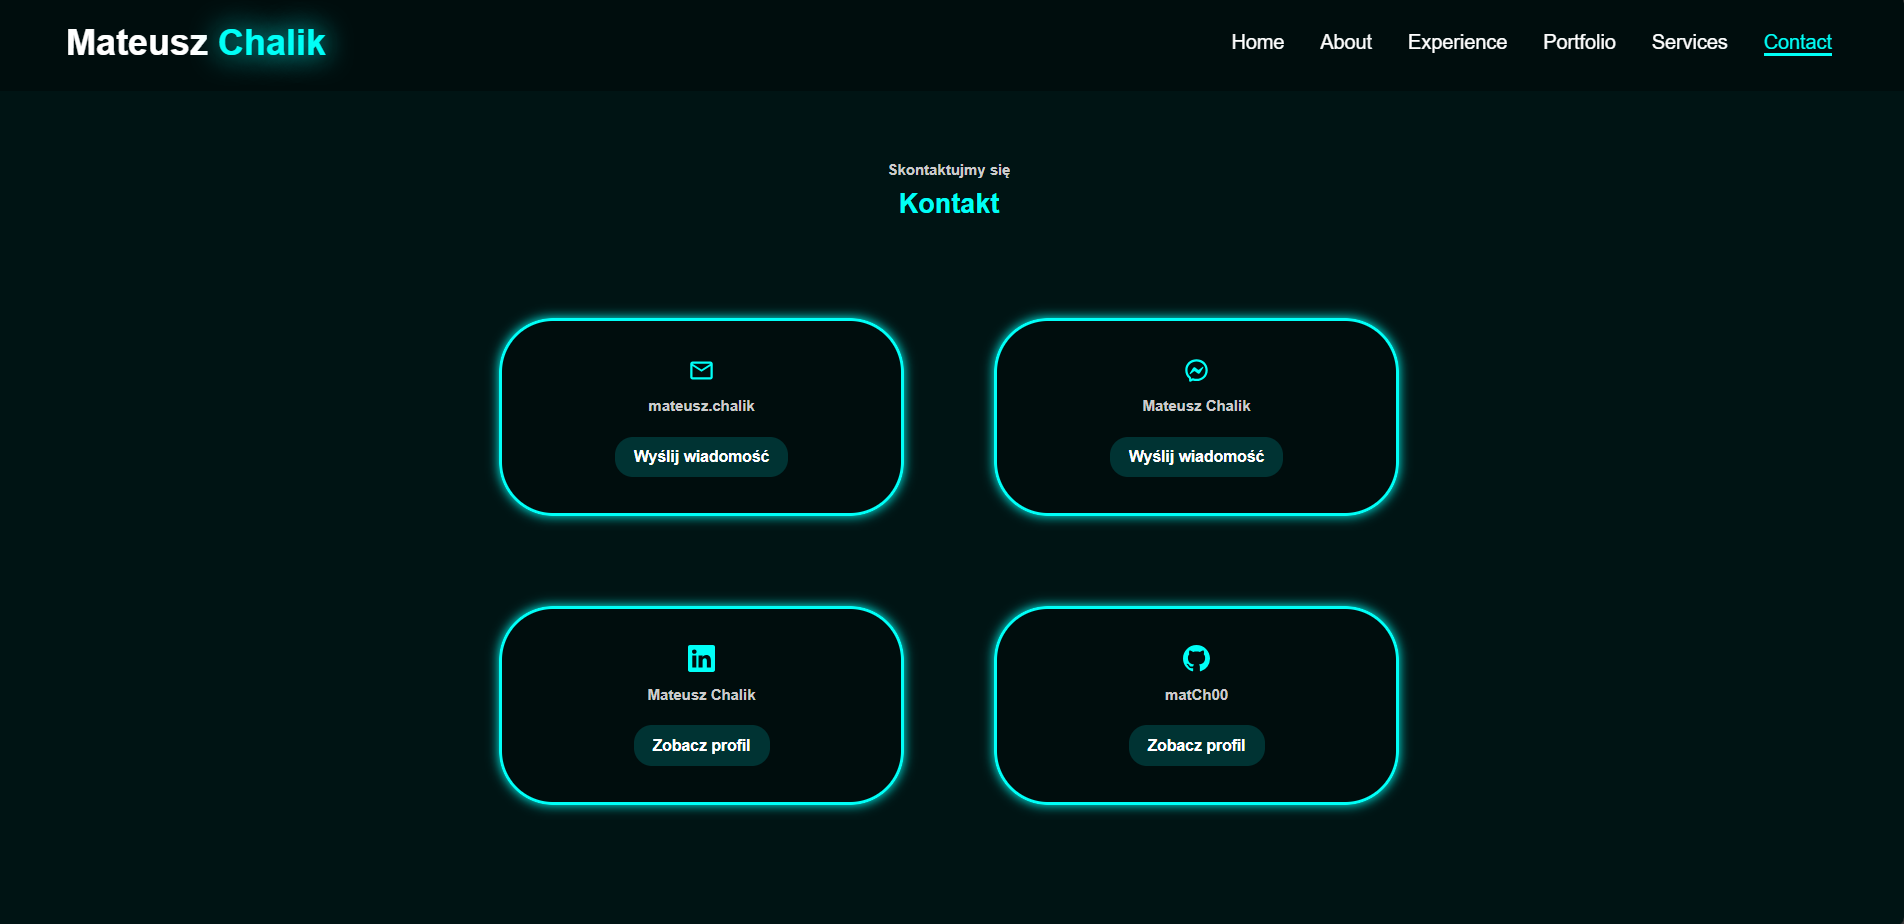 Mateusz Chalik
Home About Experience Portfolio Services Contact
Skontaktujmy się
Kontakt
mateusz.chalik
Wyślij wiadomość
Mateusz Chalik
Wyślij wiadomość
Mateusz Chalik
Zobacz profil
matCh00
Zobacz profil